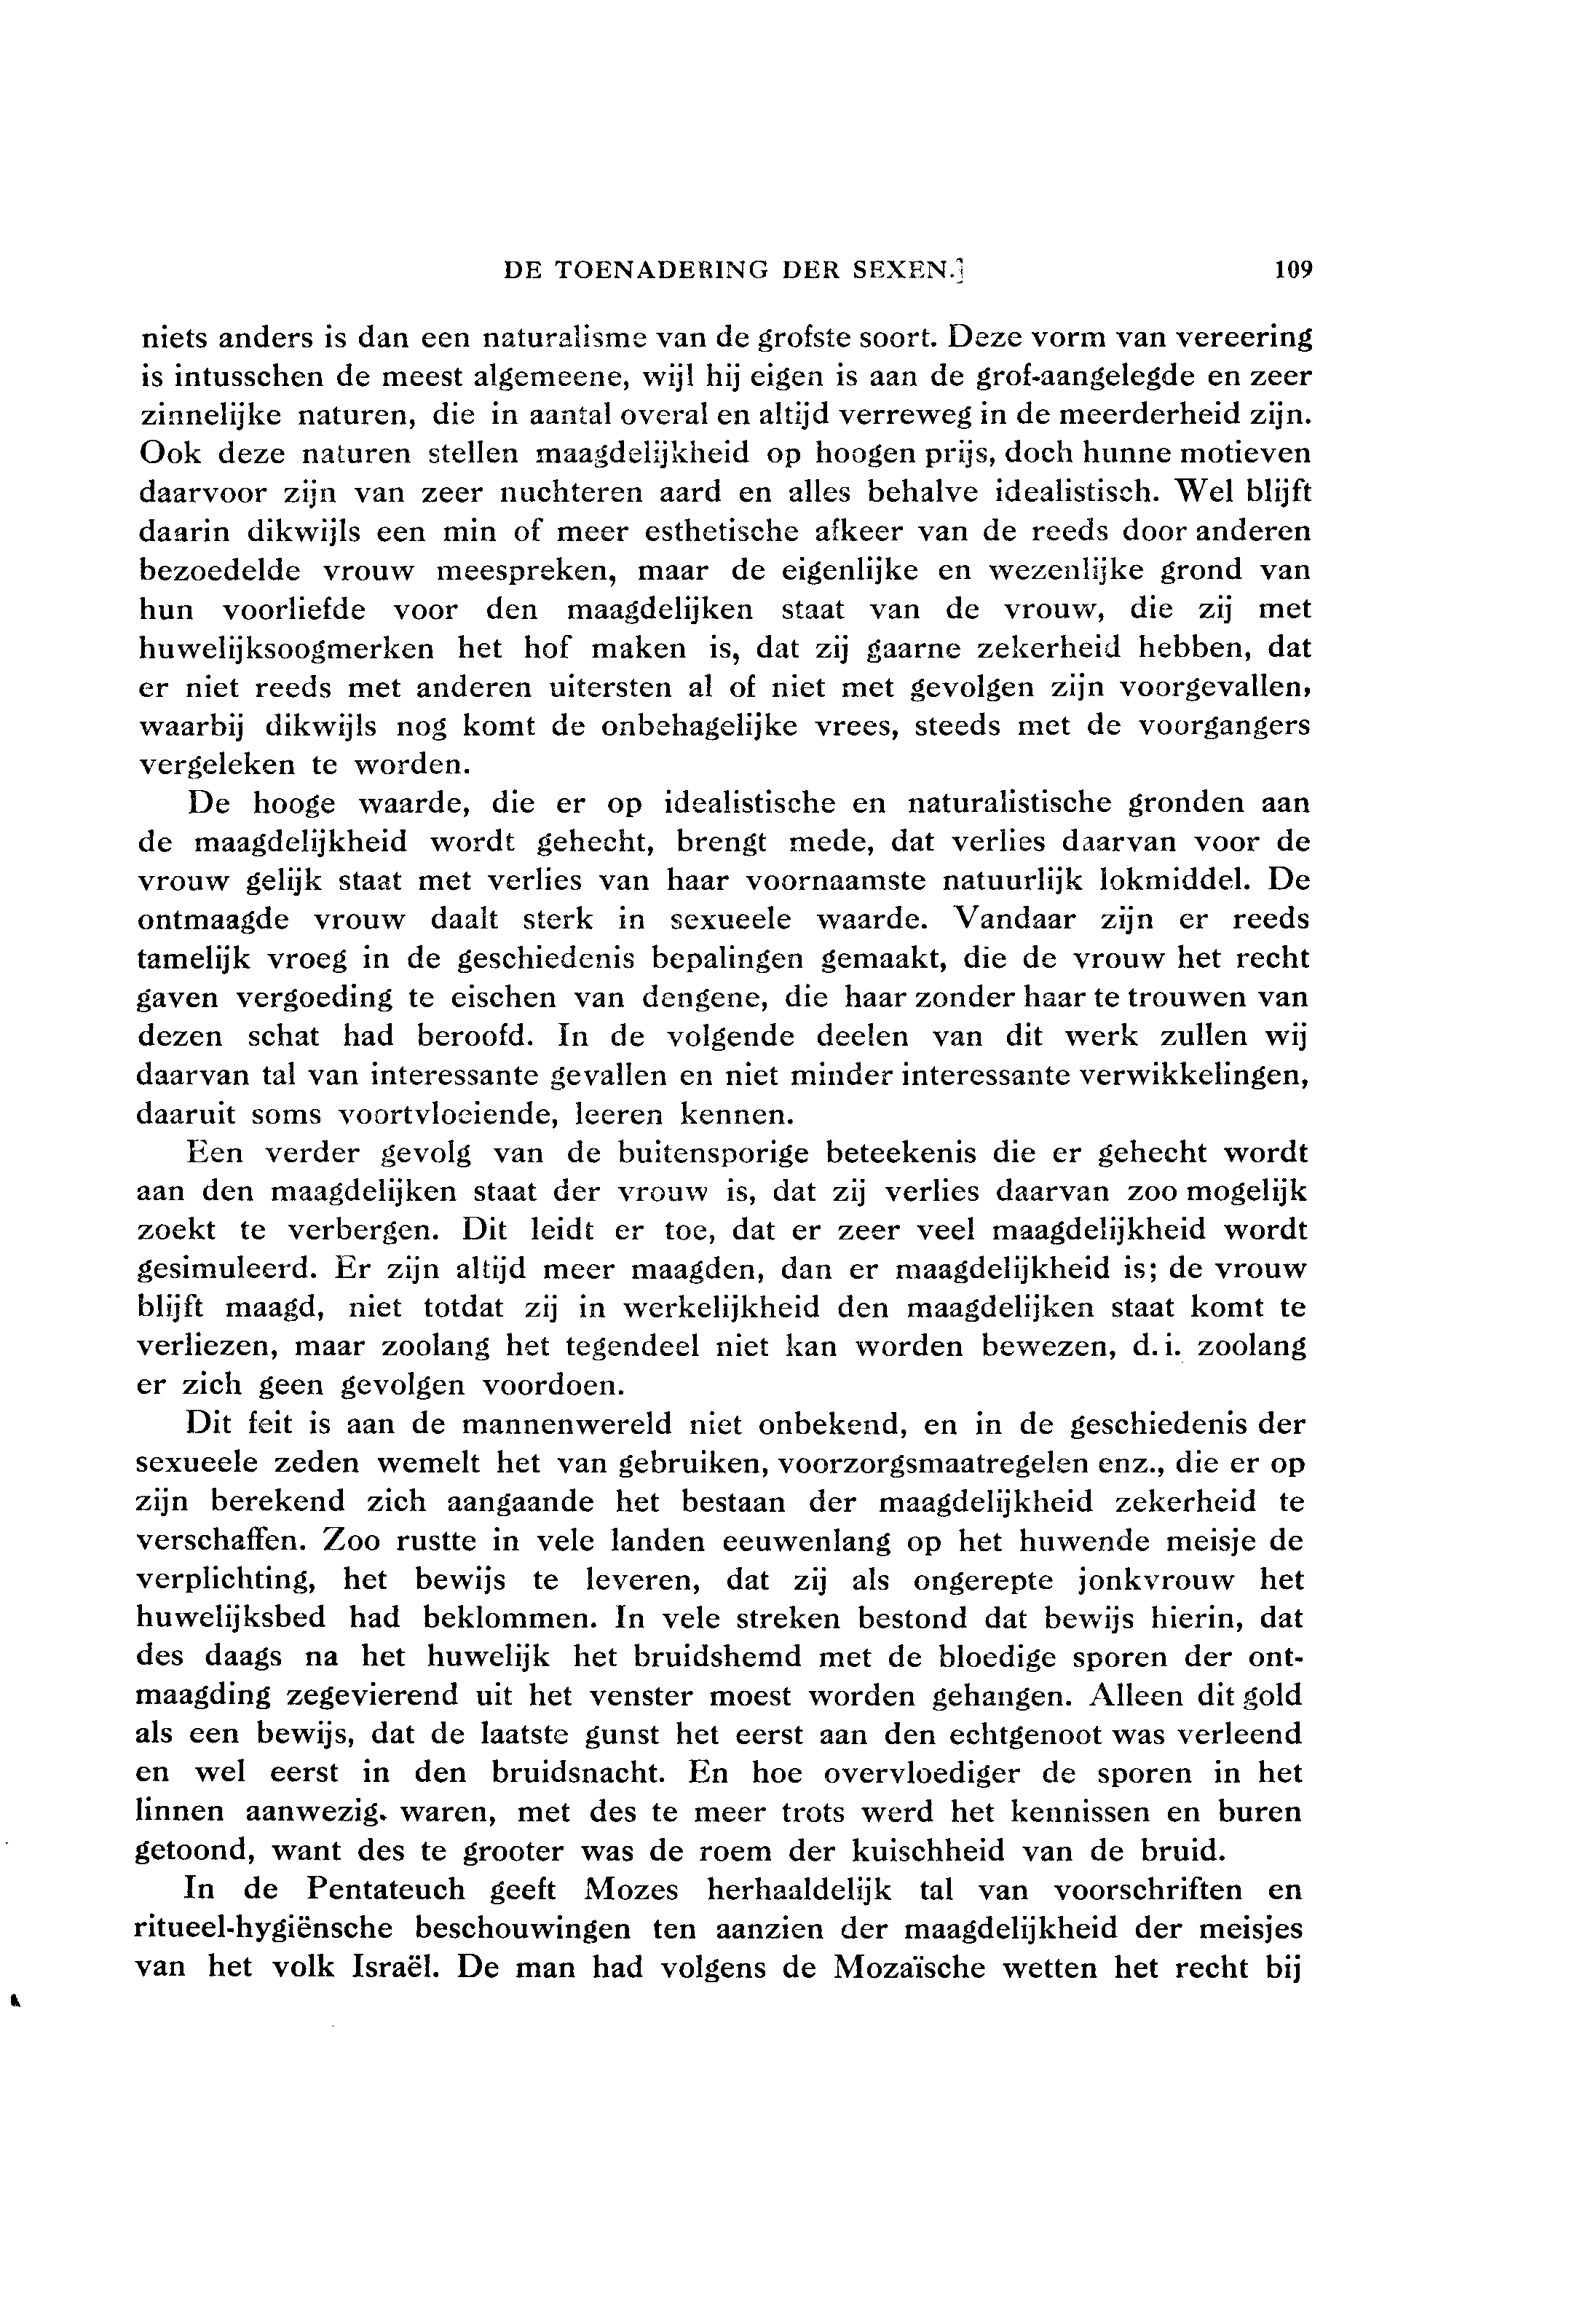 DE TOENADERING DER SEXEN.] 109
niets anders is dan een naturalisme van de grofste soort. Deze vorm van vereering
is intusschen de meest algemeene, wijl hij eigen is aan de grof-aangelegde en zeer
zinnelijke naturen, die in aantal overal en altijd verreweg in de meerderheid zijn.
Ook deze naturen stellen maagdelijkheid op hoogen prijs, doch hunne motieven
daarvoor zijn van zeer nuchteren aard en alles behalve idealistisch. Wel blijft
daarin dikwijls een min of meer esthetische afkeer van de reeds door anderen
bezoedelde vrouw meespreken, maar de eigenlijke en wezenlijke grond van
hun voorliefde voor den maagdelijken staat van de vrouw, die zij met
huwelijksoogmerken het hof maken is, dat zij gaarne zekerheid hebben, dat
er niet reeds met anderen uitersten al of niet met gevolgen zijn voorgevallen,
waarbij dikwijls nog komt de onbehagelijke vrees, steeds met de voorgangers
vergeleken te worden.
De hooge waarde, die er op idealistische en naturalistische gronden aan
de maagdelijkheid wordt gehecht, brengt mede, dat verlies daarvan voor de
vrouw gelijk staat met verlies van haar voornaamste natuurlijk lokmiddel. De
ontmaagde vrouw daalt sterk in sexueele waarde. Vandaar zijn er reeds
tamelijk vroeg in de geschiedenis bepalingen gemaakt, die de vrouw het recht
gaven vergoeding te eischen van dengene, die haar zonder haar te trouwen van
dezen schat had beroofd. In de volgende deelen van dit werk zullen wij
daarvan tal van interessante gevallen en niet minder interessante verwikkelingen,
daaruit soms voortvloeiende, leeren kennen.
Een verder gevolg van de buitensporige beteekenis die er gehecht wordt
aan den maagdelijken staat der vrouw is, dat zij verlies daarvan zoo mogelijk
zoekt te verbergen. Dit leidt er toe, dat er zeer veel maagdelijkheid wordt
gesimuleerd. Er zijn altijd meer maagden, dan er maagdelijkheid is; de vrouw
blijft maagd, niet totdat zij in werkelijkheid den maagdelijken staat komt te
verliezen, maar zoolang het tegendeel niet kan worden bewezen, d. i. zoolang
er zich geen gevolgen voordoen.
Dit feit is aan de mannenwereld niet onbekend, en in de geschiedenis der
sexueele zeden wemelt het van gebruiken, voorzorgsmaatregelen enz., die er op
zijn berekend zich aangaande het bestaan der maagdelijkheid zekerheid te
verschaffen. Zoo rustte in vele landen eeuwenlang op het huwende meisje de
verplichting, het bewijs te leveren, dat zij als ongerepte jonkvrouw het
huwelijksbed had beklommen. In vele streken bestond dat bewijs hierin, dat
des daags na het huwelijk het bruidshemd met de bloedige sporen der ont-
maagding zegevierend uit het venster moest worden gehangen. Alleen dit gold
als een bewijs, dat de laatste gunst het eerst aan den echtgenoot was verleend
en wel eerst in den bruidsnacht. En hoe overvloediger de sporen in het
linnen aanwezig. waren, met des te meer trots werd het kennissen en buren
getoond, want des te grooter was de roem der kuischheid van de bruid.
In de Pentateuch geeft Mozes herhaaldelijk tal van voorschriften en
ritueel-hygiënsche beschouwingen ten aanzien der maagdelijkheid der meisjes
van het volk Israël. De man had volgens de Mozaïsche wetten het recht bij